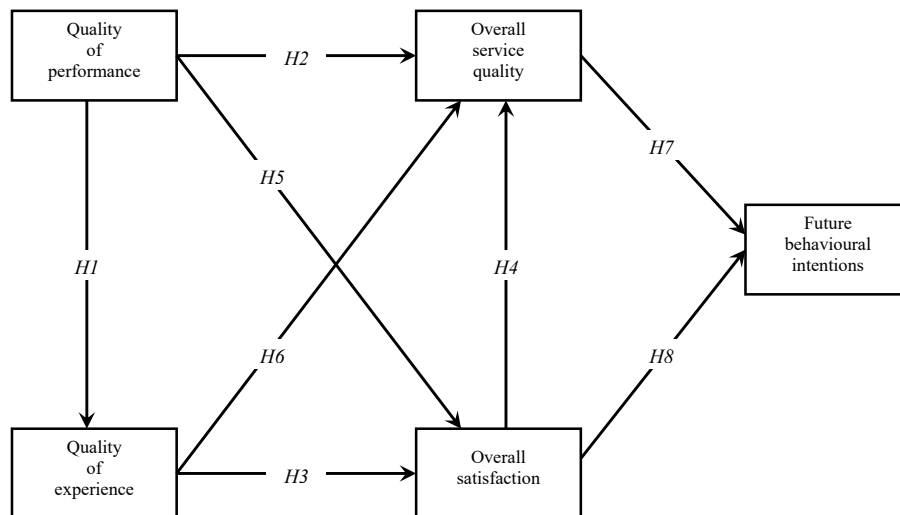 Quality
of
performance
H2
Overall
service
quality
H7
H5
Future
behavioural
intentions
H1
H4
H6
H8
Quality
of
experience
H3
Overall
satisfaction